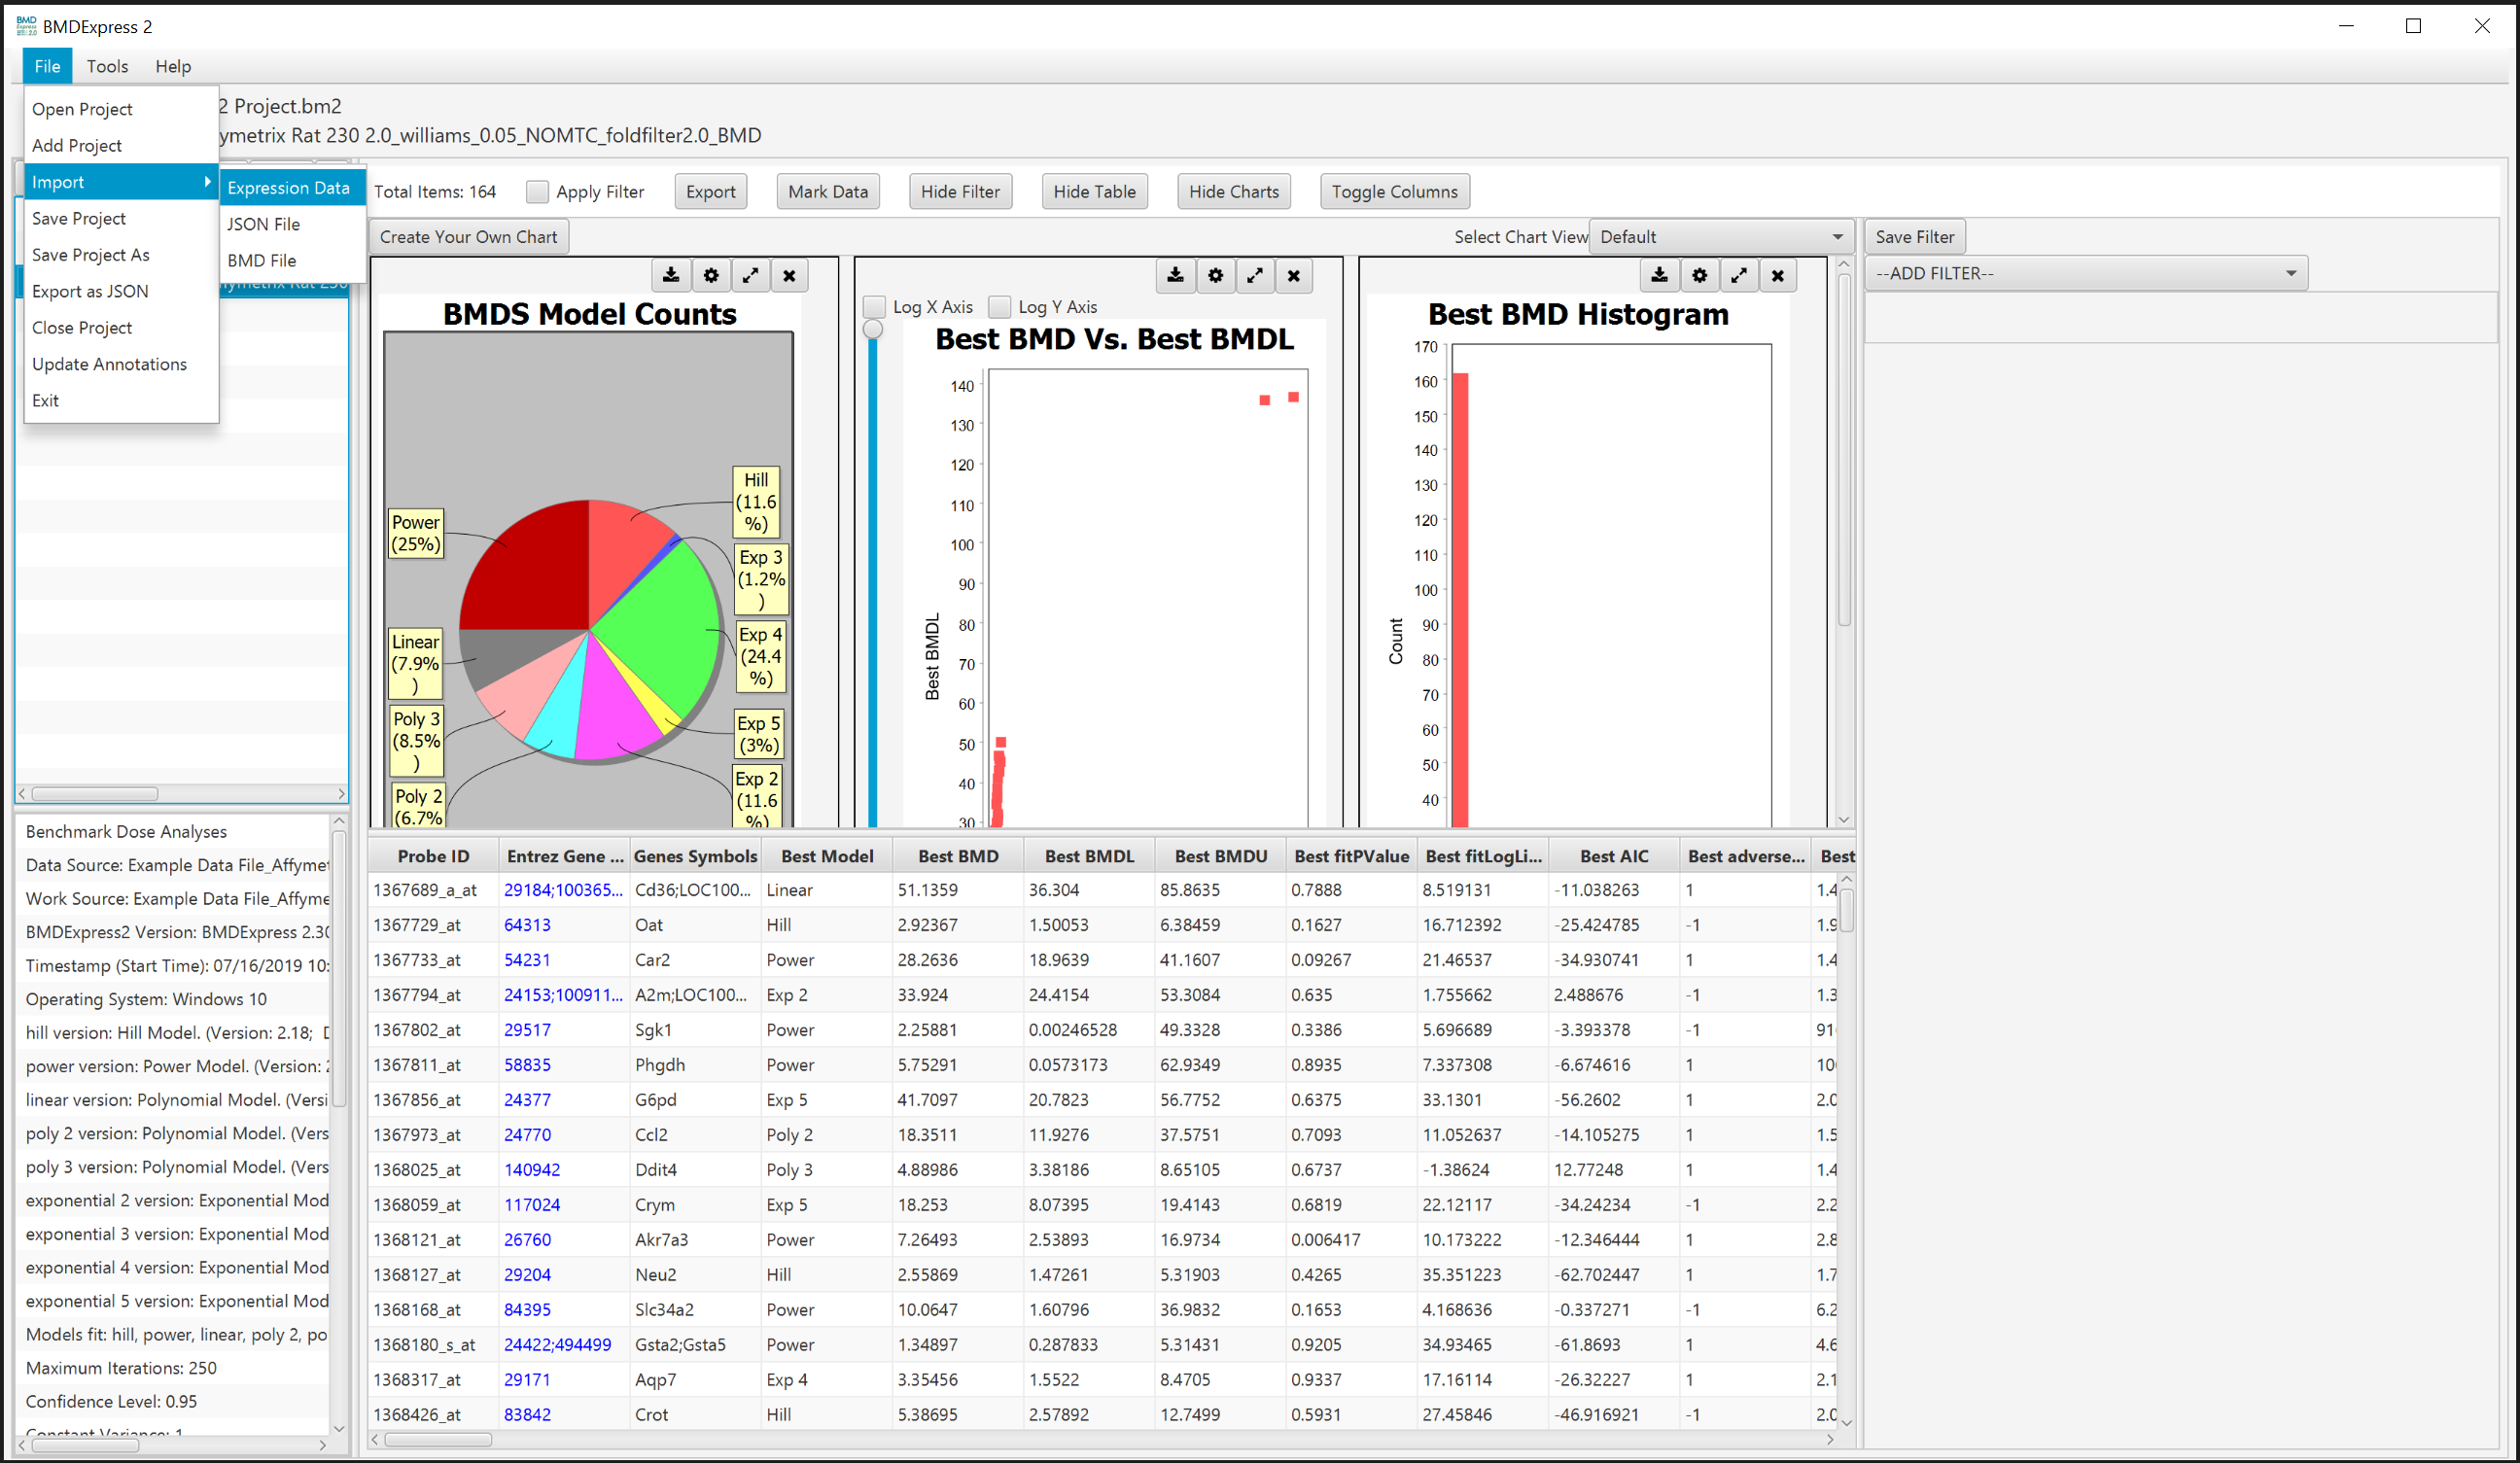 BMDExpress 2
File Tools Help
Open Project
Add Project
Import
Save Project
Save Project As
Export as JSON
Close Project
Update Annotations
Exit
Expression Data
JSON File
BMD File
2 Project.bm2
ymetrix Rat 230 2.0_williams_0.05_NOMTC_foldfilter2.0_BMD
Total Items: 164 Apply Filter Export Mark Data Hide Filter Hide Table Hide Charts Toggle Columns
Create Your Own Chart Select Chart View Default Save Filter
--ADD FILTER--
ymetrix Rat 230
BMDS Model Counts
Hill
(11.6
%)
Power
(25%)
Exp 3
(1.2%
)
Exp 4
(24.4
%)
Linear
(7.9%
)
Poly 3
(8.5%
)
Exp 5
(3%)
Exp 2
(11.6
%)
Poly 2
(6.7%
Log X Axis Log Y Axis
Best BMD Vs. Best BMDL
140
130
120
110
100
90
80
70
60
50
40
30
Best BMDL
Best BMD Histogram
170
160
150
140
130
120
110
100
90
80
70
60
50
40
Count
Benchmark Dose Analyses
Data Source: Example Data File_Affymet
Work Source: Example Data File_Affyme
BMDExpress2 Version: BMDExpress 2.30
Timestamp (Start Time): 07/16/2019 10:
Operating System: Windows 10
hill version: Hill Model. (Version: 2.18; D
power version: Power Model. (Version: 2
linear version: Polynomial Model. (Versi
poly 2 version: Polynomial Model. (Vers
poly 3 version: Polynomial Model. (Vers
exponential 2 version: Exponential Mod
exponential 3 version: Exponential Mod
exponential 4 version: Exponential Mod
exponential 5 version: Exponential Mod
Models fit: hill, power, linear, poly 2, po
Maximum Iterations: 250
Confidence Level: 0.95
Constant Variance: 1
Probe ID Entrez Gene ... Genes Symbols Best Model Best BMD Best BMDL Best BMDU Best fitPValue Best fitLogLi... Best AIC Best adverse... Best
1367689_a_at 29184;100365... Cd36;LOC100... Linear 51.1359 36.304 85.8635 0.7888 8.519131 -11.038263 1 1.4
1367729_at 64313 Oat Hill 2.92367 1.50053 6.38459 0.1627 16.712392 -25.424785 -1 1.9
1367733_at 54231 Car2 Power 28.2636 18.9639 41.1607 0.09267 21.46537 -34.930741 1 1.4
1367794_at 24153;100911... A2m;LOC100... Exp 2 33.924 24.4154 53.3084 0.635 1.755662 2.488676 -1 1.3
1367802_at 29517 Sgk1 Power 2.25881 0.00246528 49.3328 0.3386 5.696689 -3.393378 -1 91
1367811_at 58835 Phgdh Power 5.75291 0.0573173 62.9349 0.8935 7.337308 -6.674616 1 10
1367856_at 24377 G6pd Exp 5 41.7097 20.7823 56.7752 0.6375 33.1301 -56.2602 1 2.0
1367973_at 24770 Ccl2 Poly 2 18.3511 11.9276 37.5751 0.7093 11.052637 -14.105275 1 1.5
1368025_at 140942 Ddit4 Poly 3 4.88986 3.38186 8.65105 0.6737 -1.38624 12.77248 1 1.4
1368059_at 117024 Crym Exp 5 18.253 8.07395 19.4143 0.6819 22.12117 -34.24234 -1 2.2
1368121_at 26760 Akr7a3 Power 7.26493 2.53893 16.9734 0.006417 10.173222 -12.346444 1 2.8
1368127_at 29204 Neu2 Hill 2.55869 1.47261 5.31903 0.4265 35.351223 -62.702447 1 1.7
1368168_at 84395 Slc34a2 Power 10.0647 1.60796 36.9832 0.1653 4.168636 -0.337271 -1 6.2
1368180_s_at 24422;494499 Gsta2;Gsta5 Power 1.34897 0.287833 5.31431 0.9205 34.93465 -61.8693 1 4.6
1368317_at 29171 Aqp7 Exp 4 3.35456 1.5522 8.4705 0.9337 17.16114 -26.32227 1 2.1
1368426_at 83842 Crot Hill 5.38695 2.57892 12.7499 0.5931 27.45846 -46.916921 -1 2.0